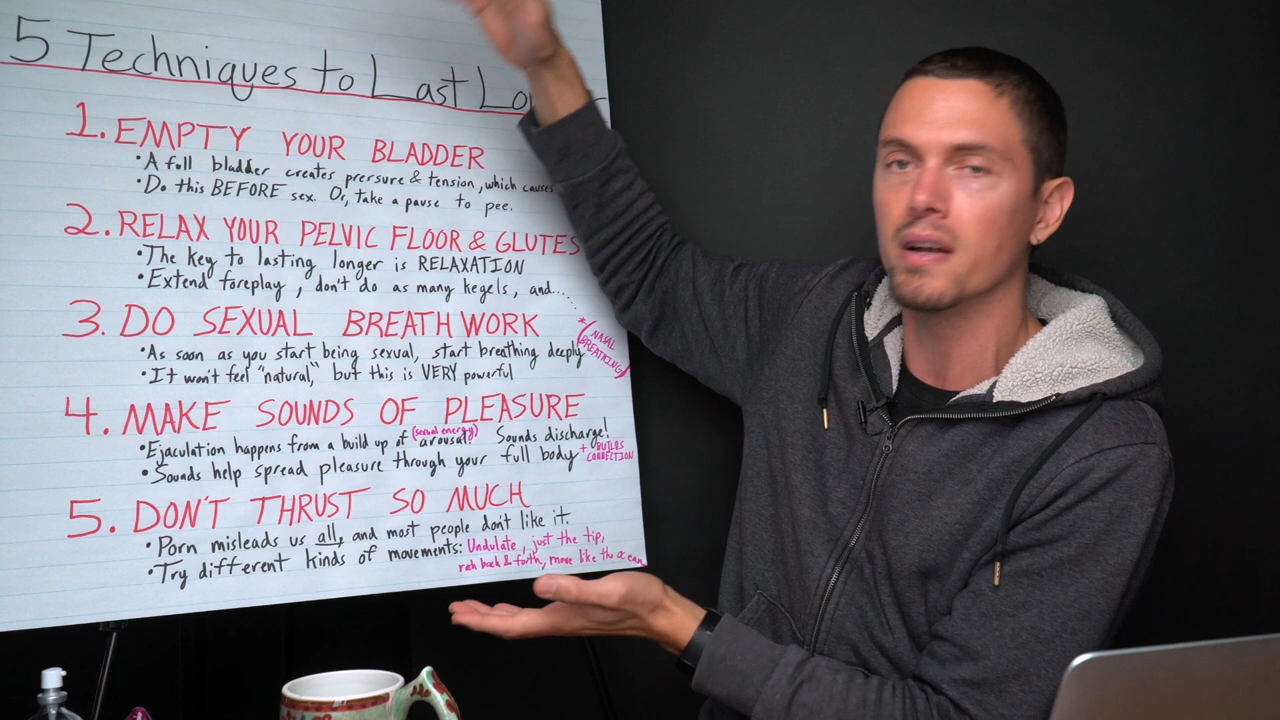 5 Techniques to Last
1. EMPTY YOUR BLADDER
• A full bladder creates pressure & tension, which causes
• Do this BEFORE sex. Or, take a pause to pee.
2. RELAX YOUR PELVIC FLOOR & GLUTES
• The key to lasting longer is RELAXATION
• Extend foreplay, don't do as many kegels, and...
3. DO SEXUAL BREATHWORK
* (NASAL
BREATHING)
• As soon as you start being sexual, start breathing deeply
• It won't feel "natural," but this is VERY powerful
4. MAKE SOUNDS OF PLEASURE
(sexual energy)
• Ejaculation happens from a build up of arousal! Sounds discharge!
• Sounds help spread pleasure through your full body
+ BUILDS
CONNECTION
5. DON'T THRUST SO MUCH
• Porn misleads us all, and most people don't like it.
• Try different kinds of movements: Undulate, just the tip,
rock back & forth, move like the ocean